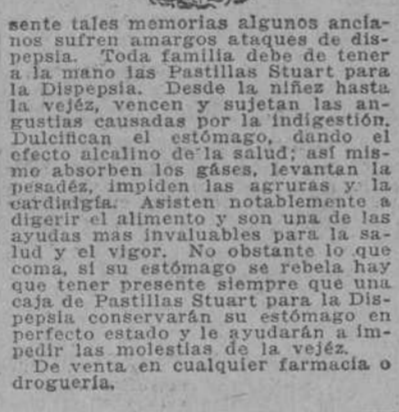 sente tales memorias algunos ancia-
nos sufren amargos ataques de dis-
pepsia. Toda familia debe de tener
a la mano las Pastillas Stuart para
la Dispepsia. Desde la niñez hasta
la vejéz, vencen y sujetan las an-
gustias causadas por la indigestión.
Dulcifican el estómago, dando el
efecto alcalino de la salud; así mis-
mo absorben los gáses, levantan la
pesadéz, impiden las agruras y la
cardialgía. Asisten notablemente a
digerir el alimento y son una de las
ayudas mas invaluables para la sa-
lud y el vigor. No obstante lo que
coma, si su estómago se rebela hay
que tener presente siempre que una
caja de Pastillas Stuart para la Dis-
pepsia conservarán su estómago en
perfecto estado y le ayudarán a im-
pedir las molestias de la vejéz.
De venta en cualquier farmacia o
droguería.